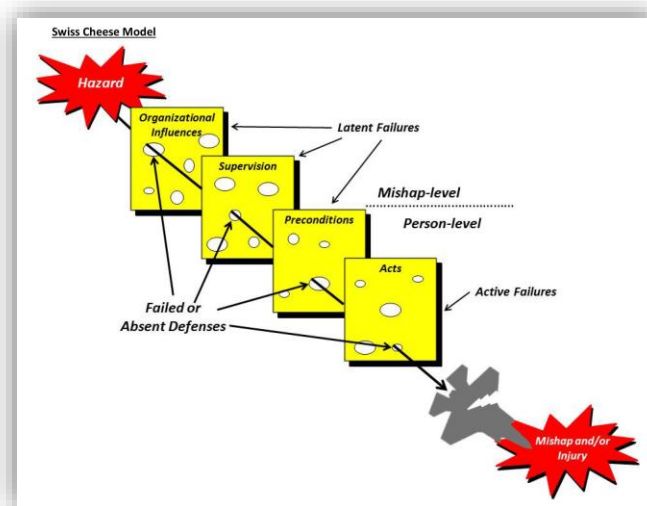 Swiss Cheese Model
Hazard
Organizational
Influences
Latent Failures
Supervision
Mishap-level
Preconditions
Person-level
Acts
Active Failures
Failed or
Absent Defenses
Mishap and/or
Injury